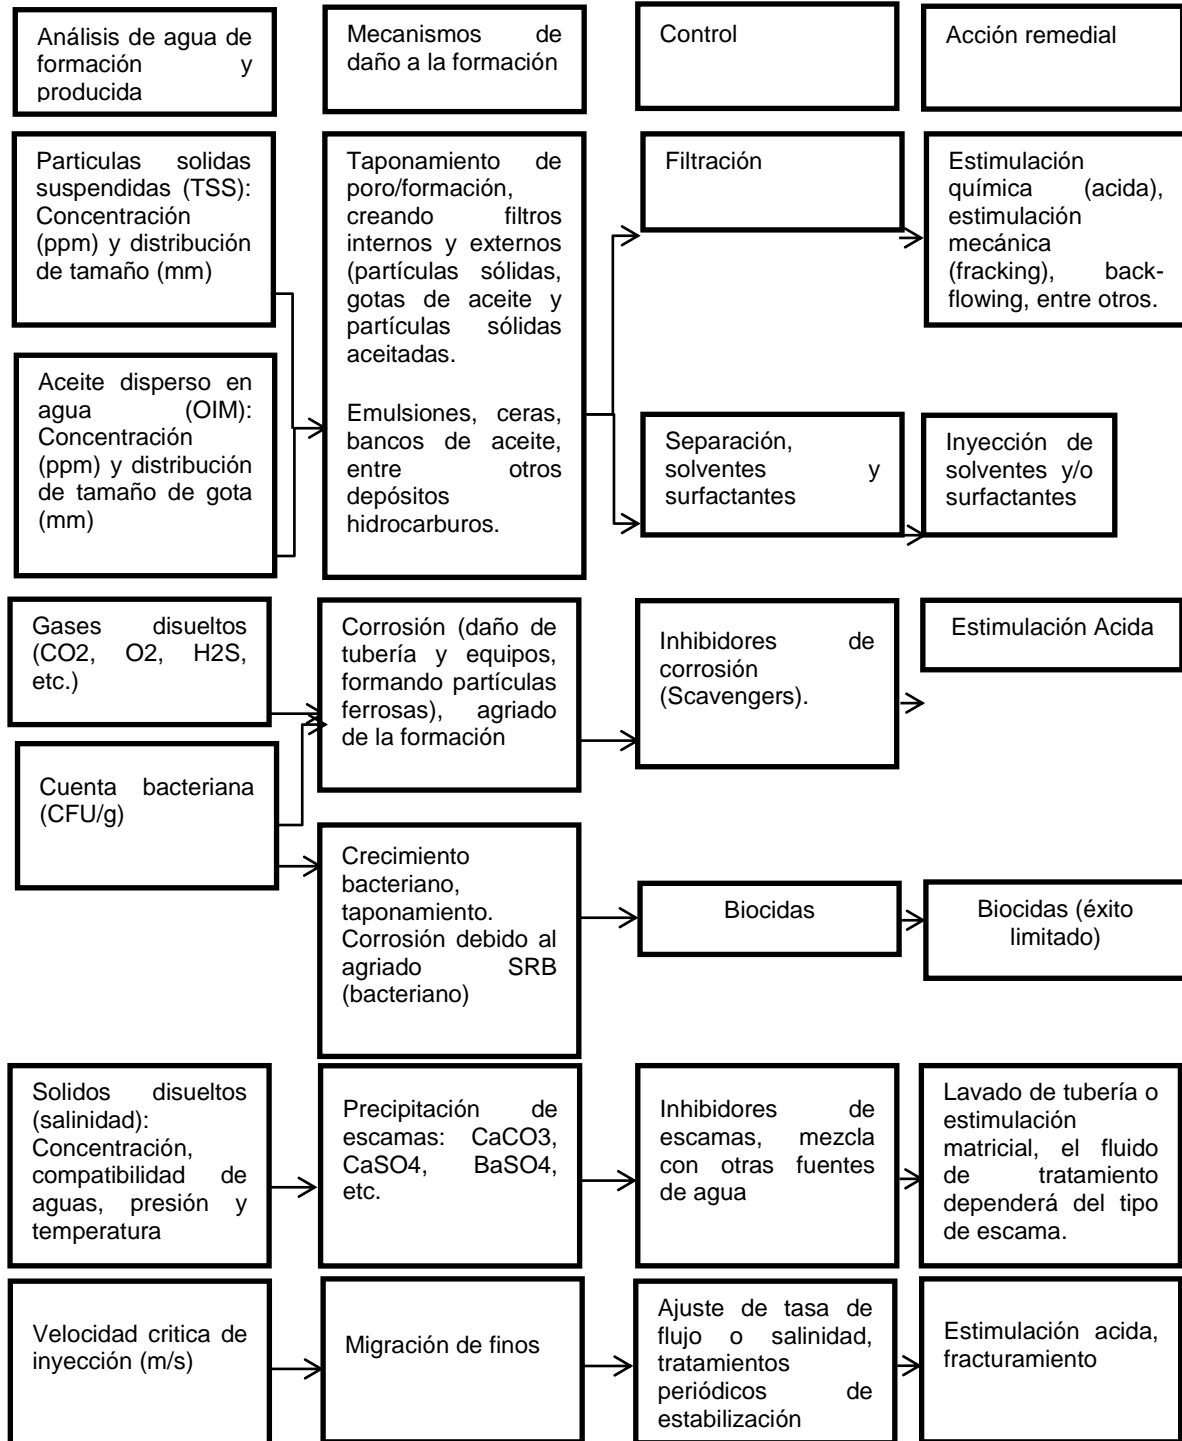 Análisis de agua de
formación y
producida
Mecanismos de
daño a la formación
Control
Acción remedial
Particulas solidas
suspendidas (TSS):
Concentración
(ppm) y distribución
de tamaño (mm)
Taponamiento de
poro/formación,
creando filtros
internos y externos
(partículas sólidas,
gotas de aceite y
partículas sólidas
aceitadas.
Emulsiones, ceras,
bancos de aceite,
entre otros
depósitos
hidrocarburos.
Filtración
Estimulación
química (acida),
estimulación
mecánica
(fracking), back-
flowing, entre otros.
Aceite disperso en
agua (OIM):
Concentración
(ppm) y distribución
de tamaño de gota
(mm)
Separación,
solventes y
surfactantes
Inyección de
solventes y/o
surfactantes
Gases disueltos
(CO2, O2, H2S,
etc.)
Corrosión (daño de
tubería y equipos,
formando partículas
ferrosas), agriado
de la formación
Inhibidores de
corrosión
(Scavengers).
Estimulación Acida
Cuenta bacteriana
(CFU/g)
Crecimiento
bacteriano,
taponamiento.
Corrosión debido al
agriado SRB
(bacteriano)
Biocidas
Biocidas (éxito
limitado)
Solidos disueltos
(salinidad):
Concentración,
compatibilidad de
aguas, presión y
temperatura
Precipitación de
escamas: CaCO3,
CaSO4, BaSO4,
etc.
Inhibidores de
escamas, mezcla
con otras fuentes
de agua
Lavado de tubería o
estimulación
matricial, el fluido
de tratamiento
dependerá del tipo
de escama.
Velocidad critica de
inyección (m/s)
Migración de finos
Ajuste de tasa de
flujo o salinidad,
tratamientos
periódicos de
estabilización
Estimulación acida,
fracturamiento